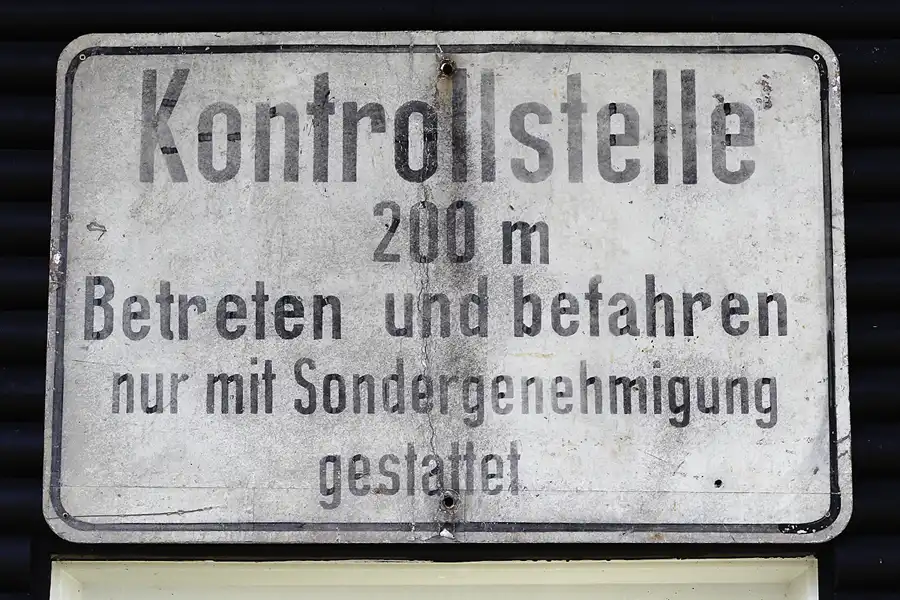 Kontrollstelle
200 m
Betreten und befahren
nur mit Sondergenehmigung
gestattet